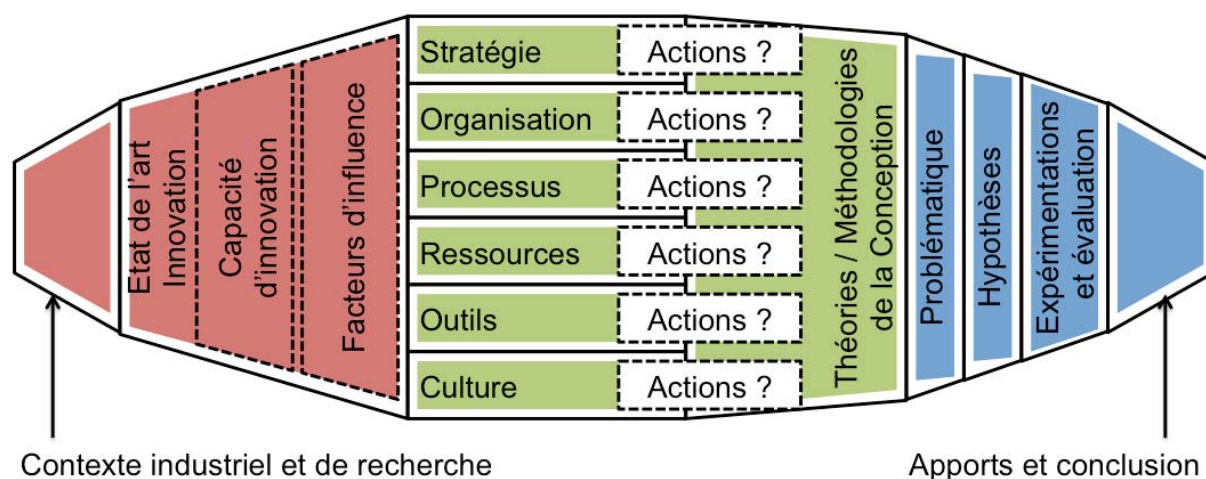 Etat de l'art
Innovation
Capacité
d'innovation
Facteurs d'influence
Stratégie
Actions ?
Organisation
Actions ?
Processus
Actions ?
Ressources
Actions ?
Outils
Actions ?
Culture
Actions ?
Théories / Méthodologies
de la Conception
Problématique
Hypothèses
Expérimentations
et évaluation
Contexte industriel et de recherche
Apports et conclusion